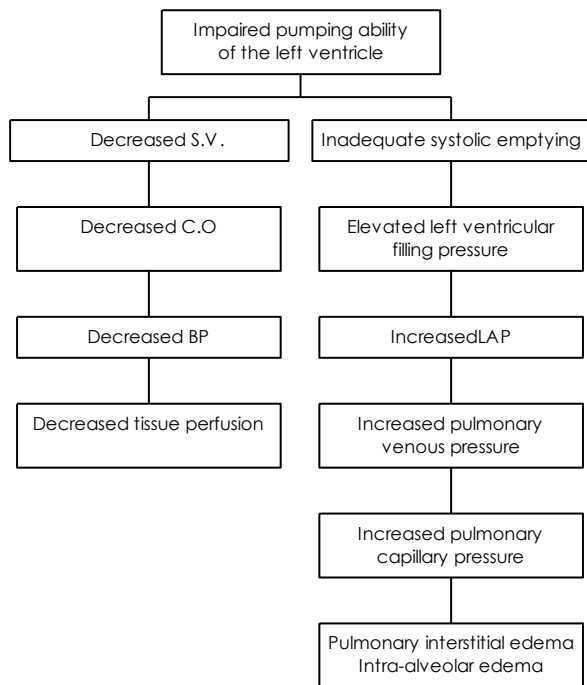 Impaired pumping ability
of the left ventricle
Decreased S.V.
Decreased C.O
Decreased BP
Decreased tissue perfusion
Inadequate systolic emptying
Elevated left ventricular
filling pressure
IncreasedLAP
Increased pulmonary
venous pressure
Increased pulmonary
capillary pressure
Pulmonary interstitial edema
Intra-alveolar edema